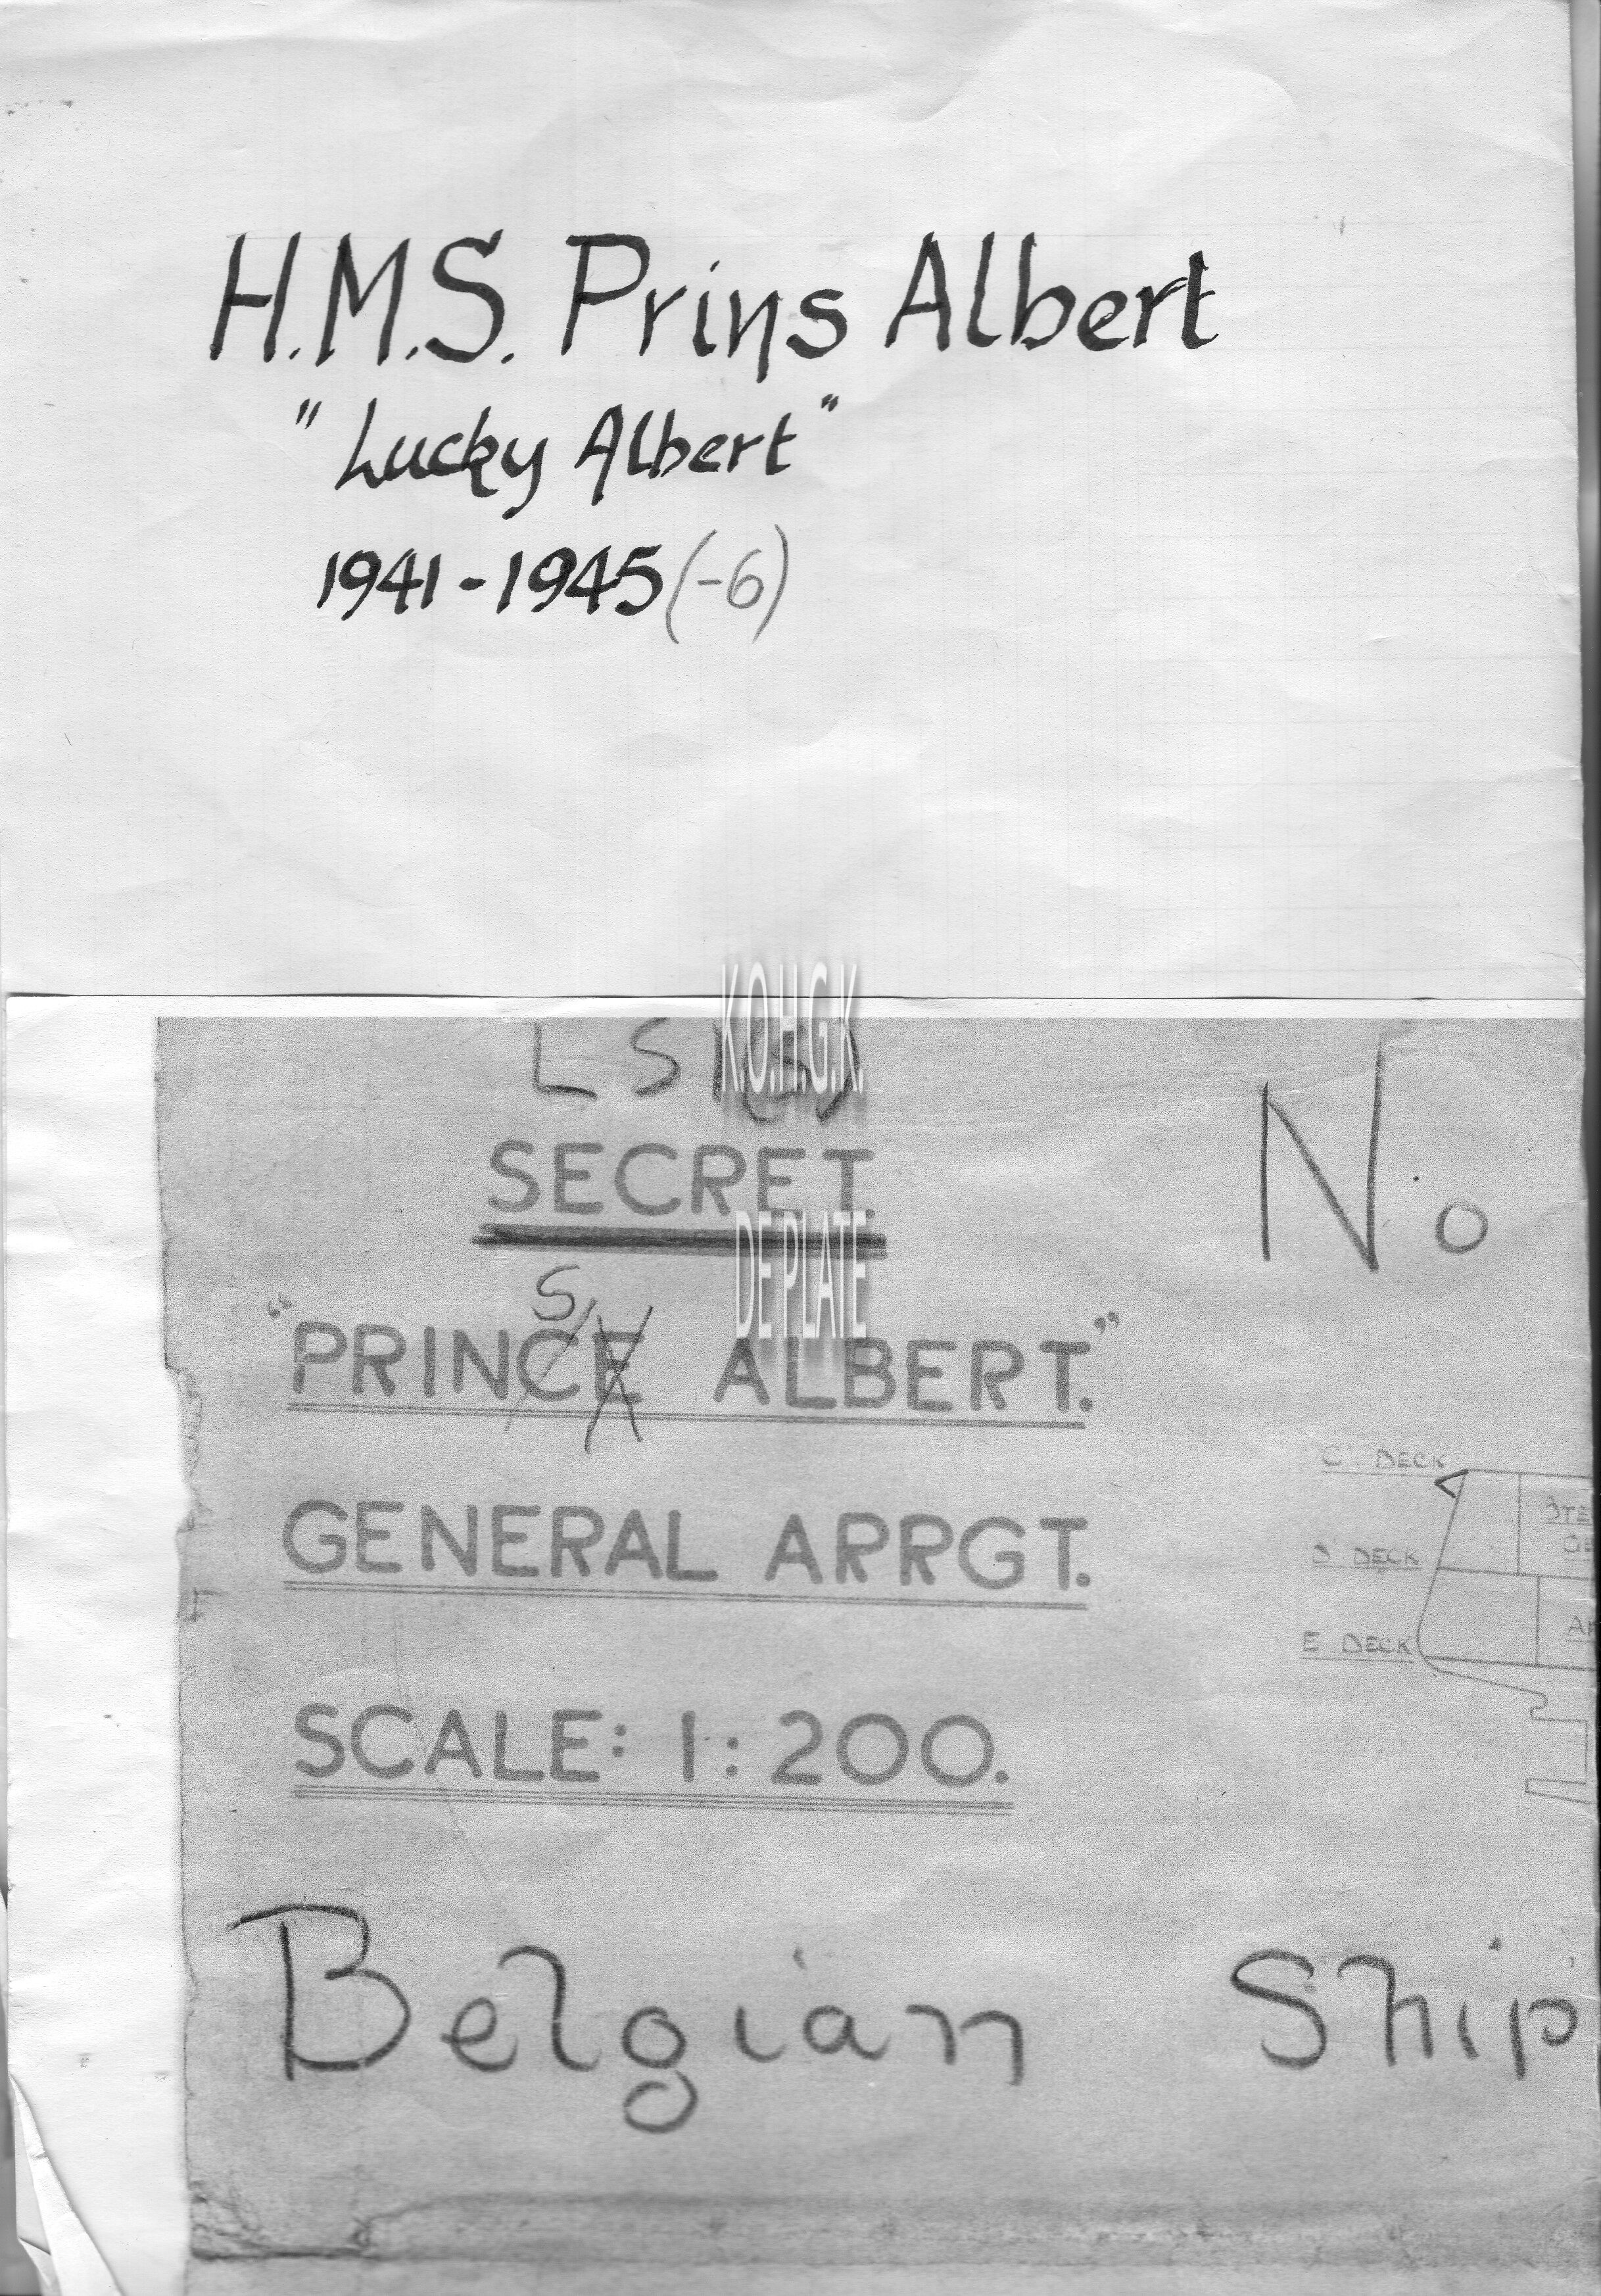 H.M.S. Prins Albert
"Lucky Albert"
1941-1945(-6)
K.O.H.G.K.
LSI(S)
No
SECRET.
DE PLATE
S
"PRINCE ALBERT."
'C' DECK
GENERAL ARRGT.
D DECK
E DECK
SCALE: 1:200.
Belgian Ship